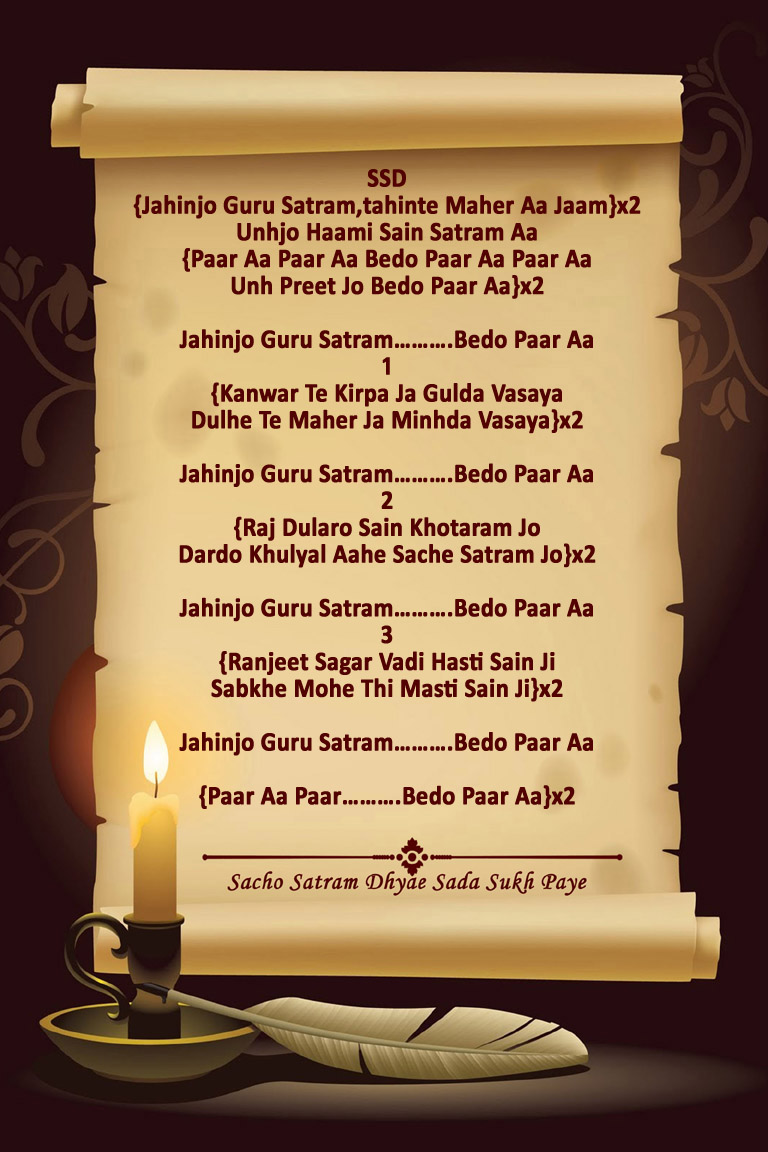 SSD
{Jahinjo Guru Satram,tahinte Maher Aa Jaam}x2
Unhjo Haami Sain Satram Aa
{Paar Aa Paar Aa Bedo Paar Aa Paar Aa
Unh Preet Jo Bedo Paar Aa}x2
Jahinjo Guru Satram..........Bedo Paar Aa
1
{Kanwar Te Kirpa Ja Gulda Vasaya
Dulhe Te Maher Ja Minhda Vasaya}x2
Jahinjo Guru Satram..........Bedo Paar Aa
2
{Raj Dularo Sain Khotaram Jo
Dardo Khulyal Aahe Sache Satram Jo}x2
Jahinjo Guru Satram..........Bedo Paar Aa
3
{Ranjeet Sagar Vadi Hasti Sain Ji
Sabkhe Mohe Thi Masti Sain Ji}x2
Jahinjo Guru Satram..........Bedo Paar Aa
{Paar Aa Paar..........Bedo Paar Aa}x2
Sacho Satram Dhyae Sada Sukh Paye